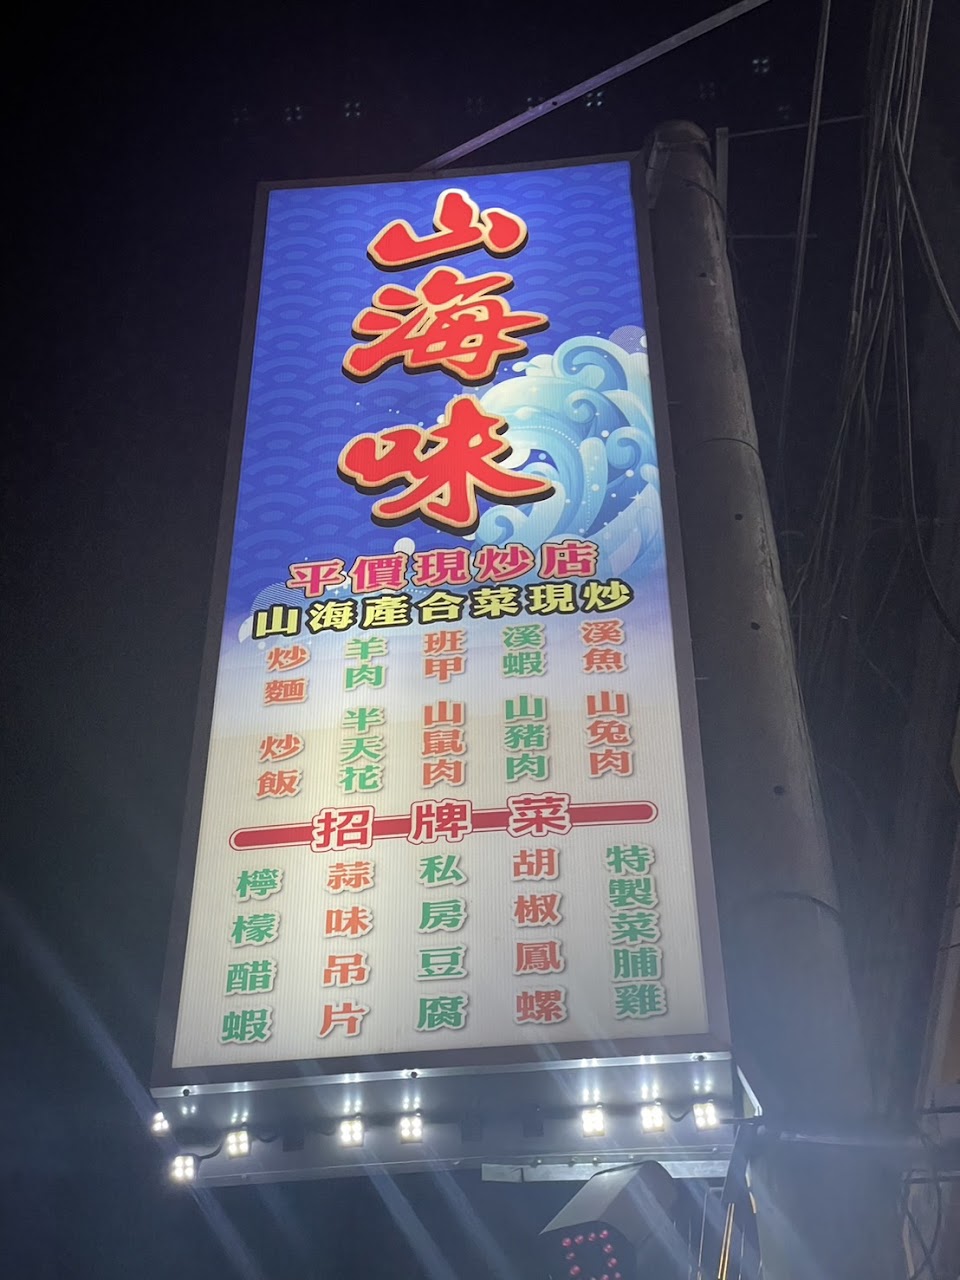 山海味
平價現炒店
山海產合菜現炒
溪魚
溪蝦
班甲
羊肉
炒麵
山兔肉
山豬肉
山鼠肉
半天花
炒飯
招牌菜
特製菜脯雞
胡椒鳳螺
私房豆腐
蒜味吊片
檸檬醋蝦